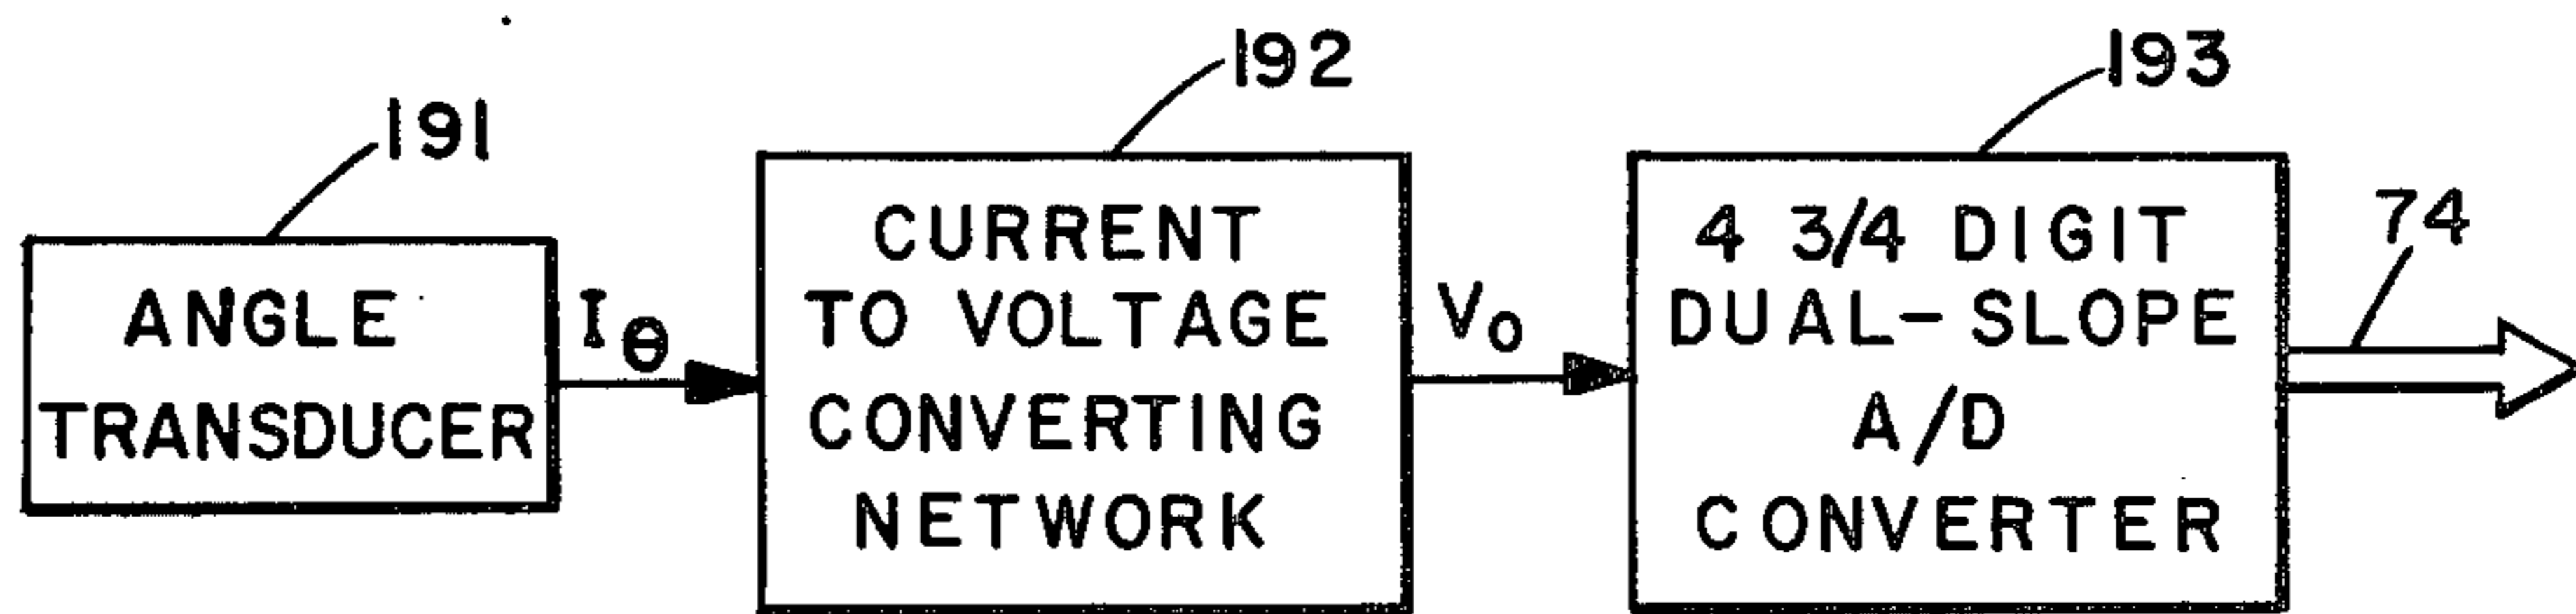 191
ANGLE
TRANSDUCER
Iθ
192
CURRENT
TO VOLTAGE
CONVERTING
NETWORK
Vo
193
4 3/4 DIGIT
DUAL-SLOPE
A/D
CONVERTER
74